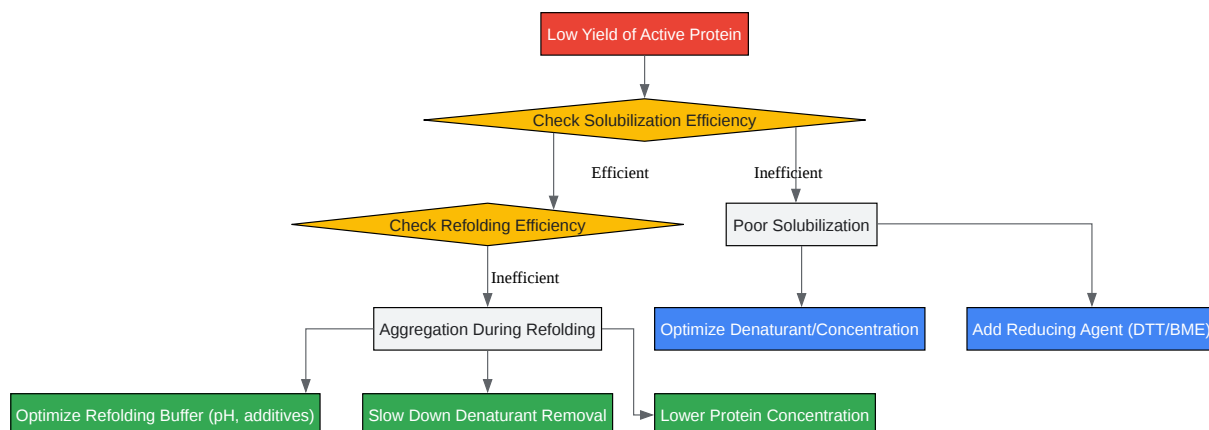 Low Yield of Active Protein
Check Solubilization Efficiency
Efficient
Inefficient
Check Refolding Efficiency
Poor Solubilization
Inefficient
Aggregation During Refolding
Optimize Denaturant/Concentration
Add Reducing Agent (DTT/BME)
Optimize Refolding Buffer (pH, additives)
Slow Down Denaturant Removal
Lower Protein Concentration